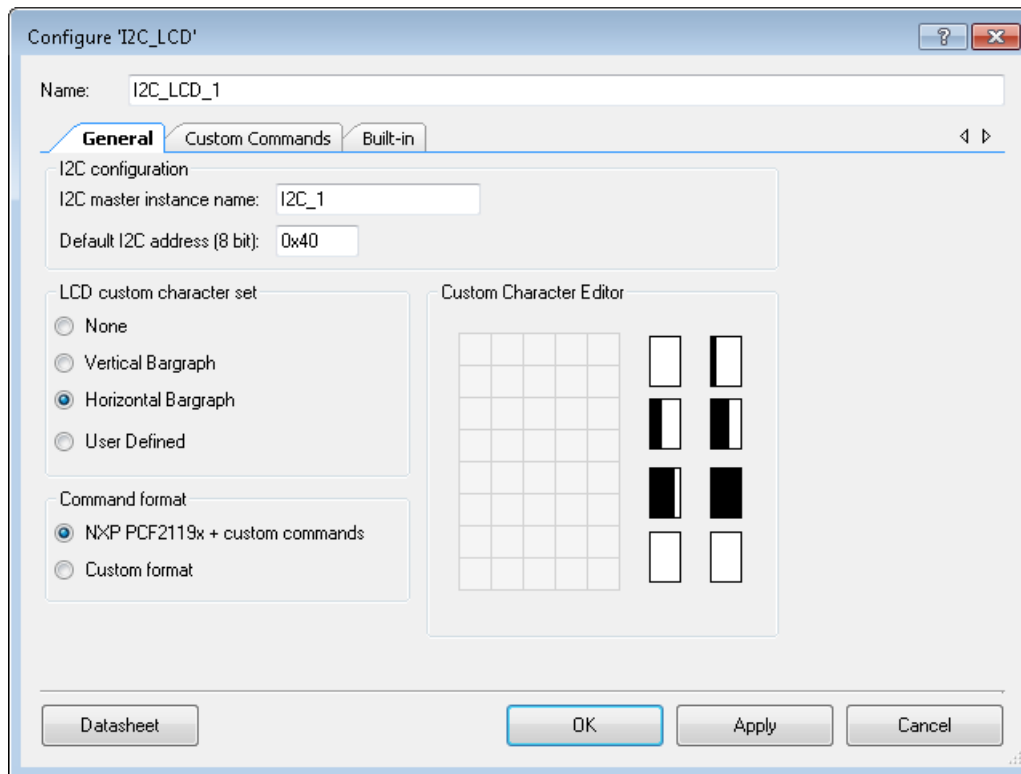 Configure 'I2C_LCD'
?
Name: I2C_LCD_1
General Custom Commands Built-in
I2C configuration
I2C master instance name: I2C_1
Default I2C address (8 bit): 0x40
LCD custom character set
None
Vertical Bargraph
Horizontal Bargraph
User Defined
Custom Character Editor
Command format
NXP PCF2119x + custom commands
Custom format
Datasheet OK Apply Cancel